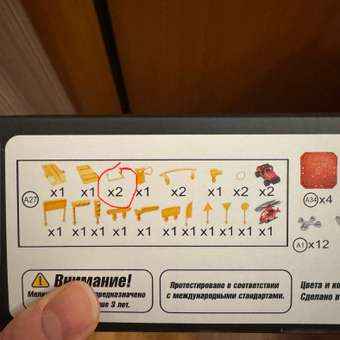 x1 x1 x2 x1 x2 x1 x2 x2
A27
A34 x4
x1 x1 x1 x1 x1 x1 x1 x1 x1 x1
A1 x12
Внимание!
предназначено
3 лет.
Протестировано в соответствии
с международными стандартами.
Цвета и
Сделано в